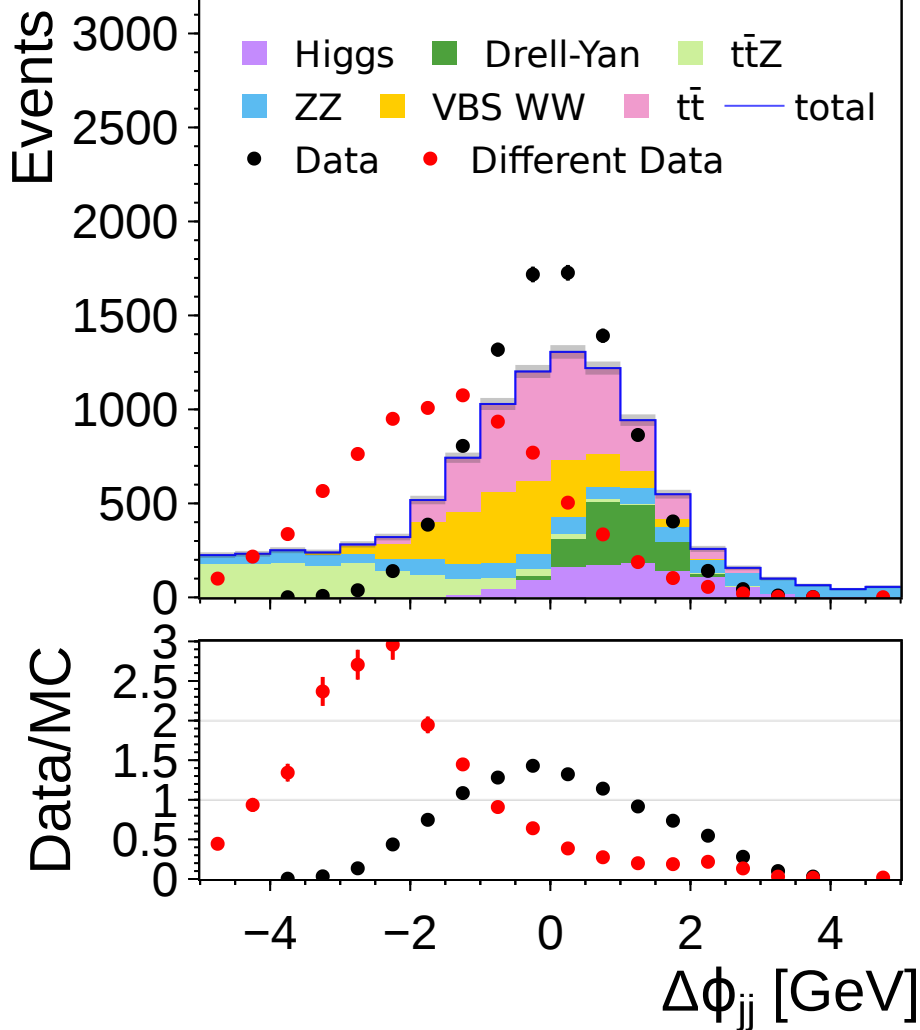 Events
3000
2500
2000
1500
1000
500
0
Higgs Drell-Yan tt̄Z
ZZ VBS WW tt̄ total
Data Different Data
Data/MC
3
2.5
2
1.5
1
0.5
0
−4 −2 0 2 4
Δϕjj [GeV]